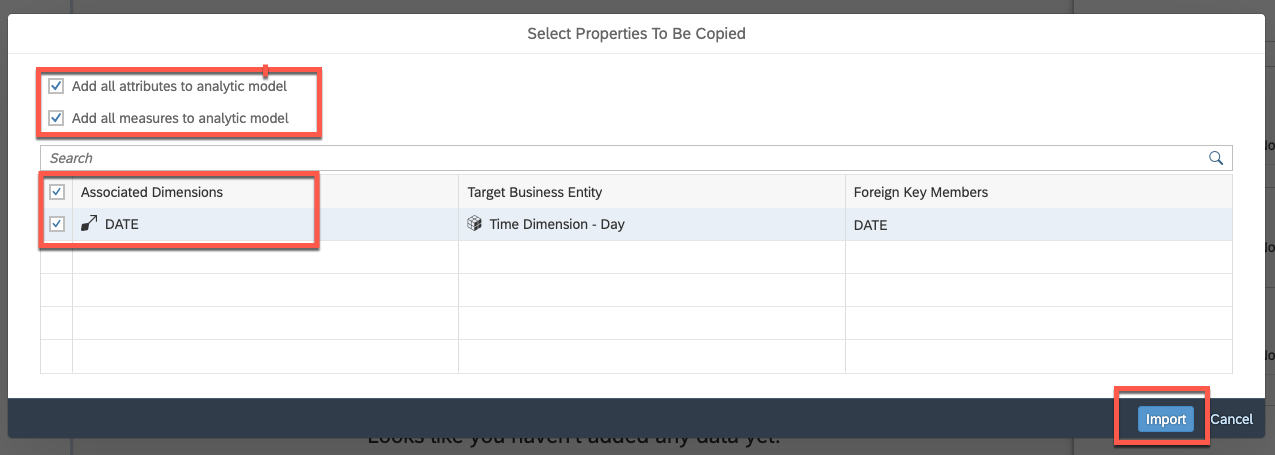 Select Properties To Be Copied
Add all attributes to analytic model
Add all measures to analytic model
Search
Associated Dimensions Target Business Entity Foreign Key Members
DATE Time Dimension - Day DATE
Import Cancel
Looks like you haven't added any data yet.